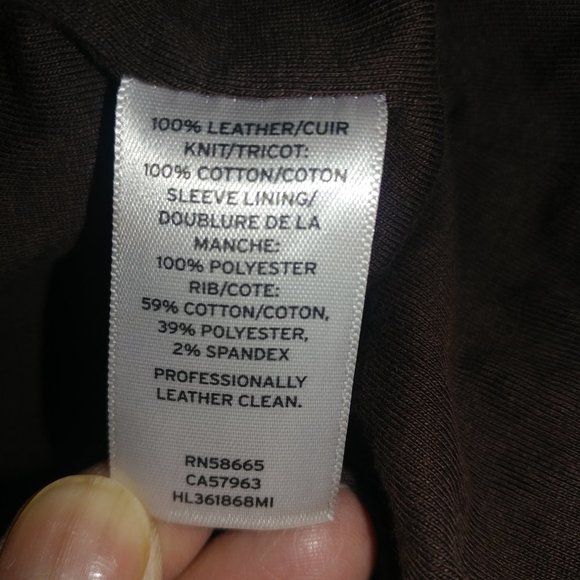 100% LEATHER/CUIR
KNIT/TRICOT:
100% COTTON/COTON
SLEEVE LINING/
DOUBLURE DE LA
MANCHE:
100% POLYESTER
RIB/COTE:
59% COTTON/COTON,
39% POLYESTER,
2% SPANDEX
PROFESSIONALLY
LEATHER CLEAN.
RN58665
CA57963
HL361868MI